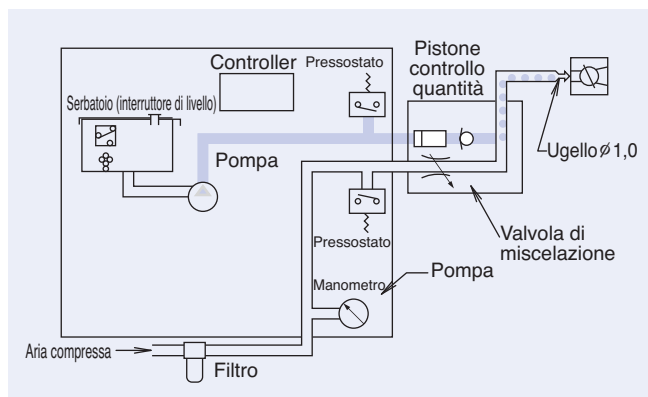 Controller
Pressostato
Pistone
controllo
quantità
Serbatoio (interruttore di livello)
Pompa
Ugello ⌀ 1,0
Pressostato
Valvola di
miscelazione
Pompa
Manometro
Aria compressa
Filtro